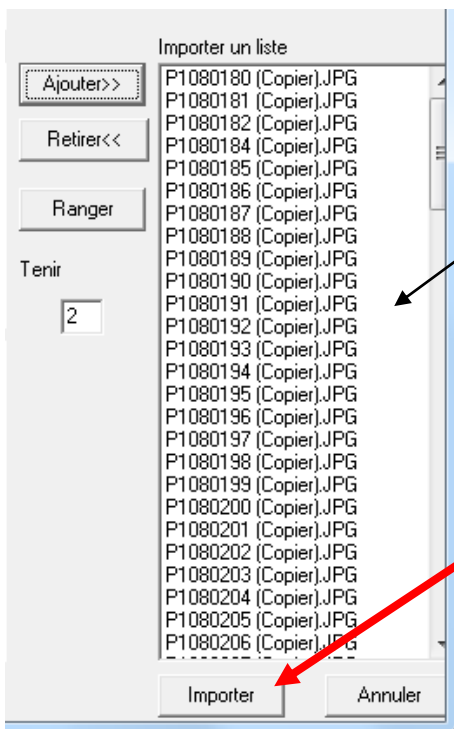 Importer un liste
Ajouter>>
Retirer<<
Ranger
Tenir
2
P1080180 (Copier).JPG
P1080181 (Copier).JPG
P1080182 (Copier).JPG
P1080184 (Copier).JPG
P1080185 (Copier).JPG
P1080186 (Copier).JPG
P1080187 (Copier).JPG
P1080188 (Copier).JPG
P1080189 (Copier).JPG
P1080190 (Copier).JPG
P1080191 (Copier).JPG
P1080192 (Copier).JPG
P1080193 (Copier).JPG
P1080194 (Copier).JPG
P1080195 (Copier).JPG
P1080196 (Copier).JPG
P1080197 (Copier).JPG
P1080198 (Copier).JPG
P1080199 (Copier).JPG
P1080200 (Copier).JPG
P1080201 (Copier).JPG
P1080202 (Copier).JPG
P1080203 (Copier).JPG
P1080204 (Copier).JPG
P1080205 (Copier).JPG
P1080206 (Copier).JPG
Importer
Annuler